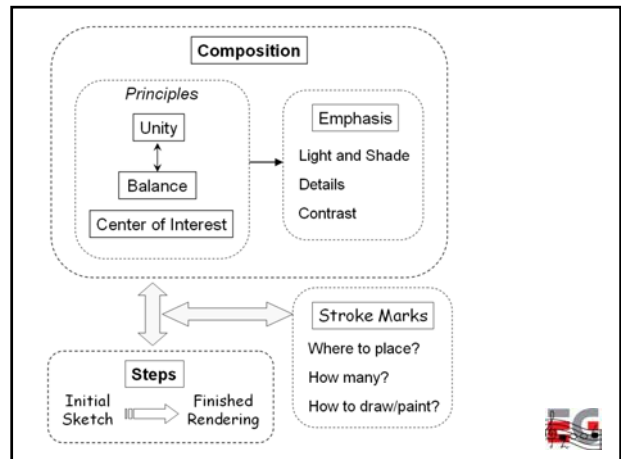 Composition
Principles
Unity
Balance
Center of Interest
Emphasis
Light and Shade
Details
Contrast
Stroke Marks
Where to place?
How many?
How to draw/paint?
Steps
Initial
Sketch
Finished
Rendering
EG